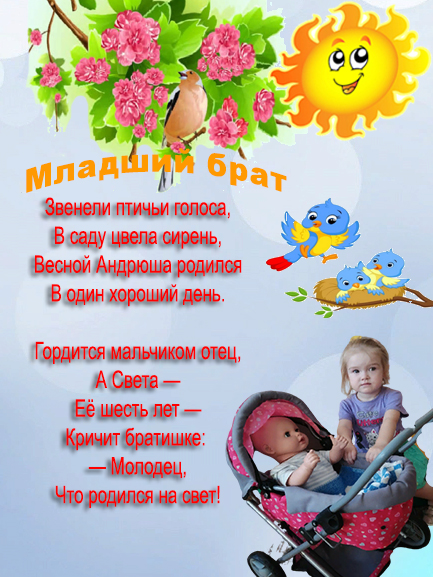 Младший брат
Звенели птичьи голоса,
В саду цвела сирень,
Весной Андрюша родился
В один хороший день.
Гордится мальчиком отец,
А Света —
Её шесть лет —
Кричит братишке:
— Молодец,
Что родился на свет!